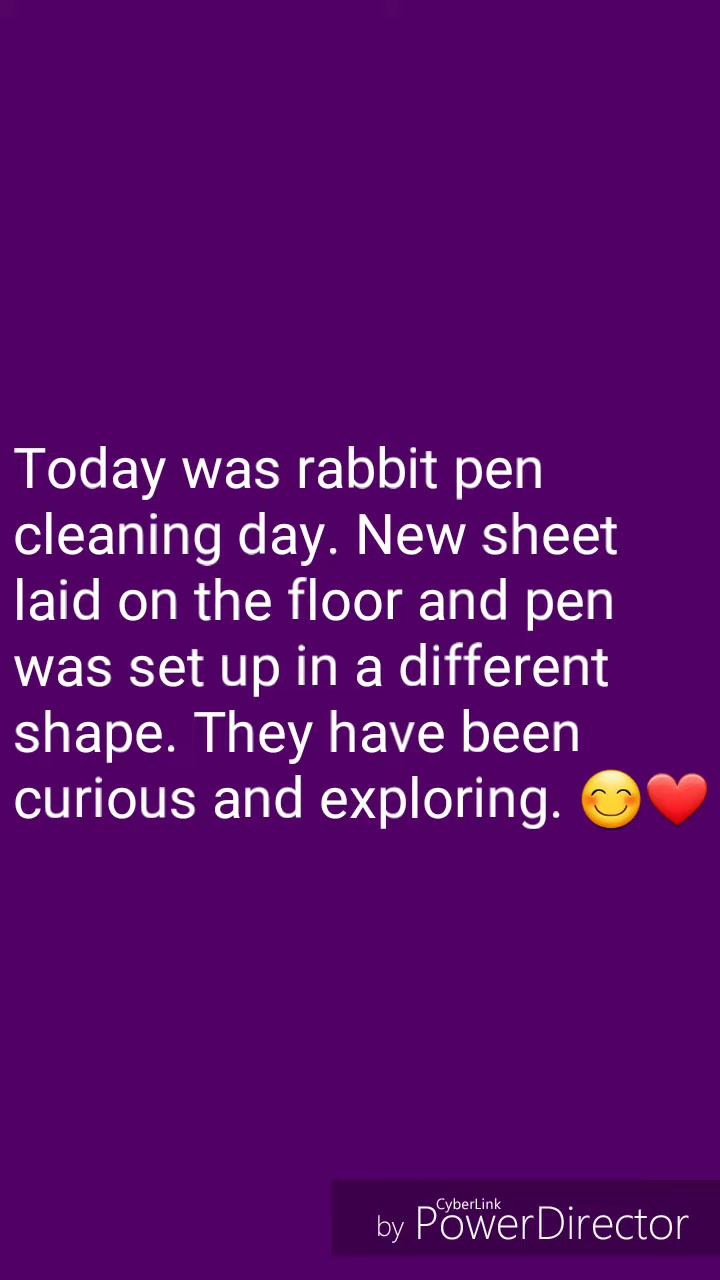 Today was rabbit pen
cleaning day. New sheet
laid on the floor and pen
was set up in a different
shape. They have been
curious and exploring. 😊❤️
CyberLink
by PowerDirector